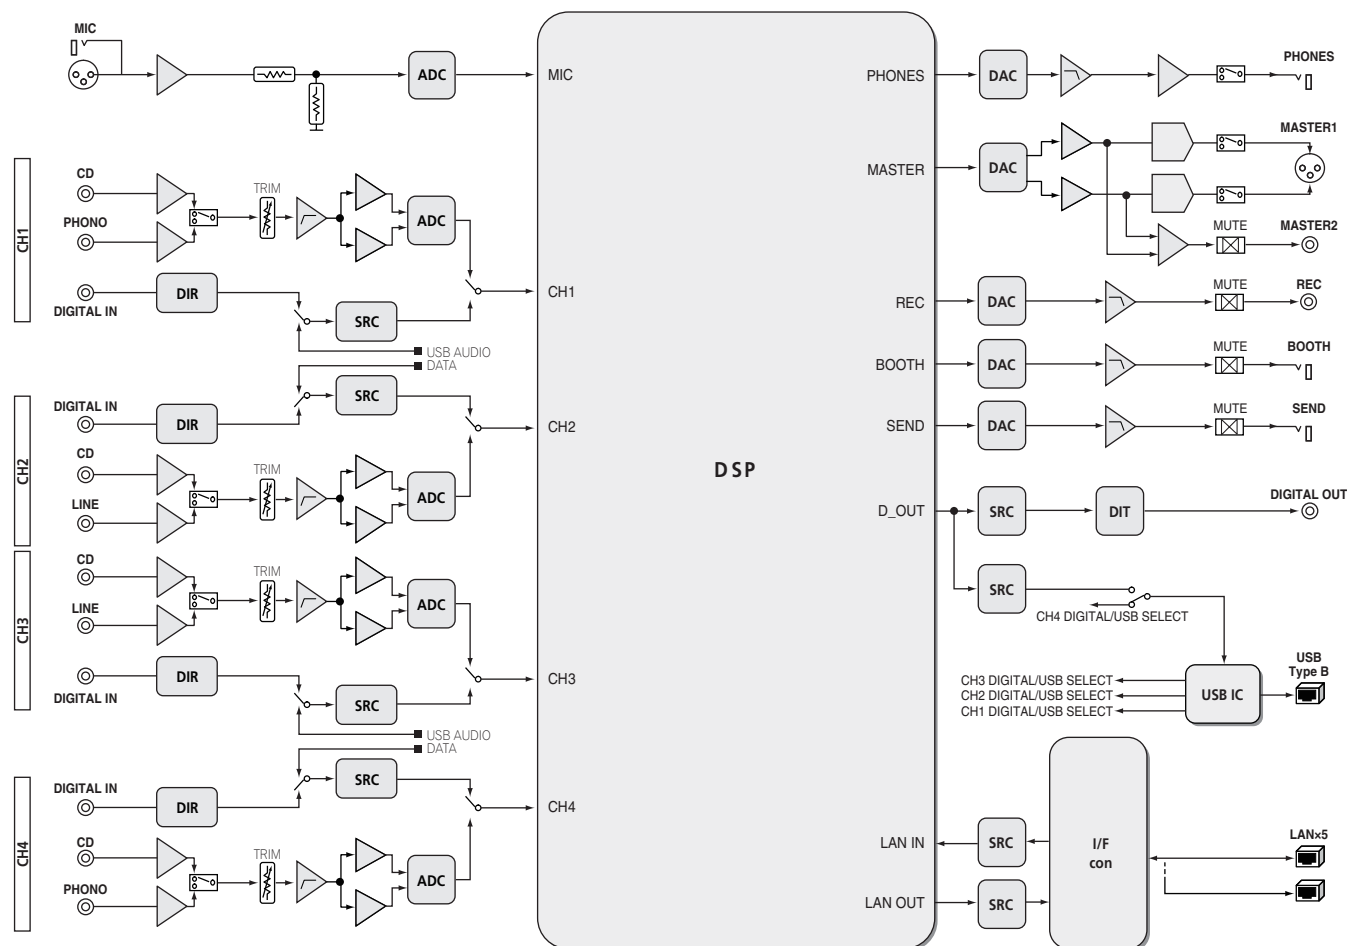 MIC
ADC
MIC
CH1
CD
PHONO
TRIM
ADC
DIGITAL IN
DIR
SRC
CH1
USB AUDIO
DATA
CH2
DIGITAL IN
DIR
SRC
CH2
CD
LINE
TRIM
ADC
CH3
CD
LINE
TRIM
ADC
DIGITAL IN
DIR
SRC
CH3
USB AUDIO
DATA
CH4
DIGITAL IN
DIR
SRC
CH4
CD
PHONO
TRIM
ADC
DSP
PHONES
DAC
PHONES
MASTER
DAC
MASTER1
MUTE
MASTER2
REC
DAC
MUTE
REC
BOOTH
DAC
MUTE
BOOTH
SEND
DAC
MUTE
SEND
D_OUT
SRC
DIT
DIGITAL OUT
SRC
CH4 DIGITAL/USB SELECT
CH3 DIGITAL/USB SELECT
CH2 DIGITAL/USB SELECT
CH1 DIGITAL/USB SELECT
USB IC
USB
Type B
LAN IN
SRC
I/F
con
LAN×5
LAN OUT
SRC